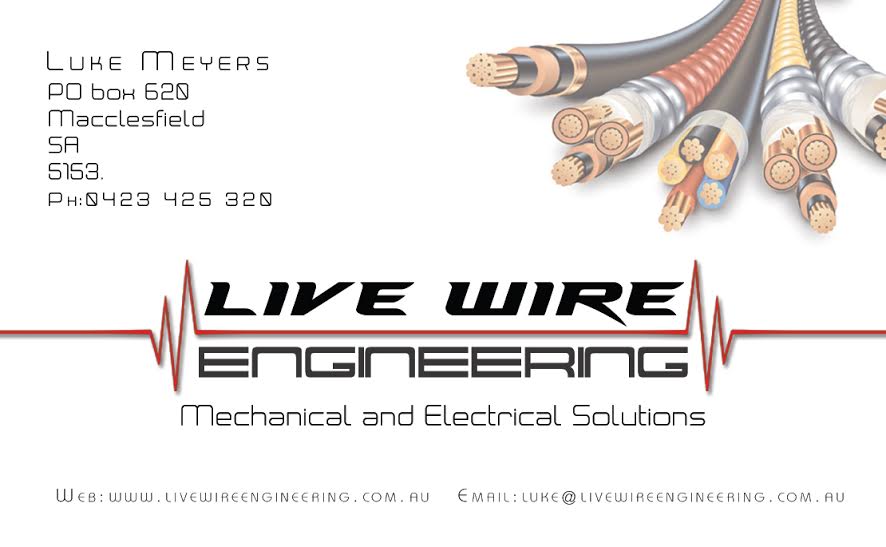 Luke Meyers
PO box 620
Macclesfield
SA
5153.
Ph:0423 425 320
LIVE WIRE
ENGINEERING
Mechanical and Electrical Solutions
Web:www.livewireengineering.com.au Email:luke@livewireengineering.com.au